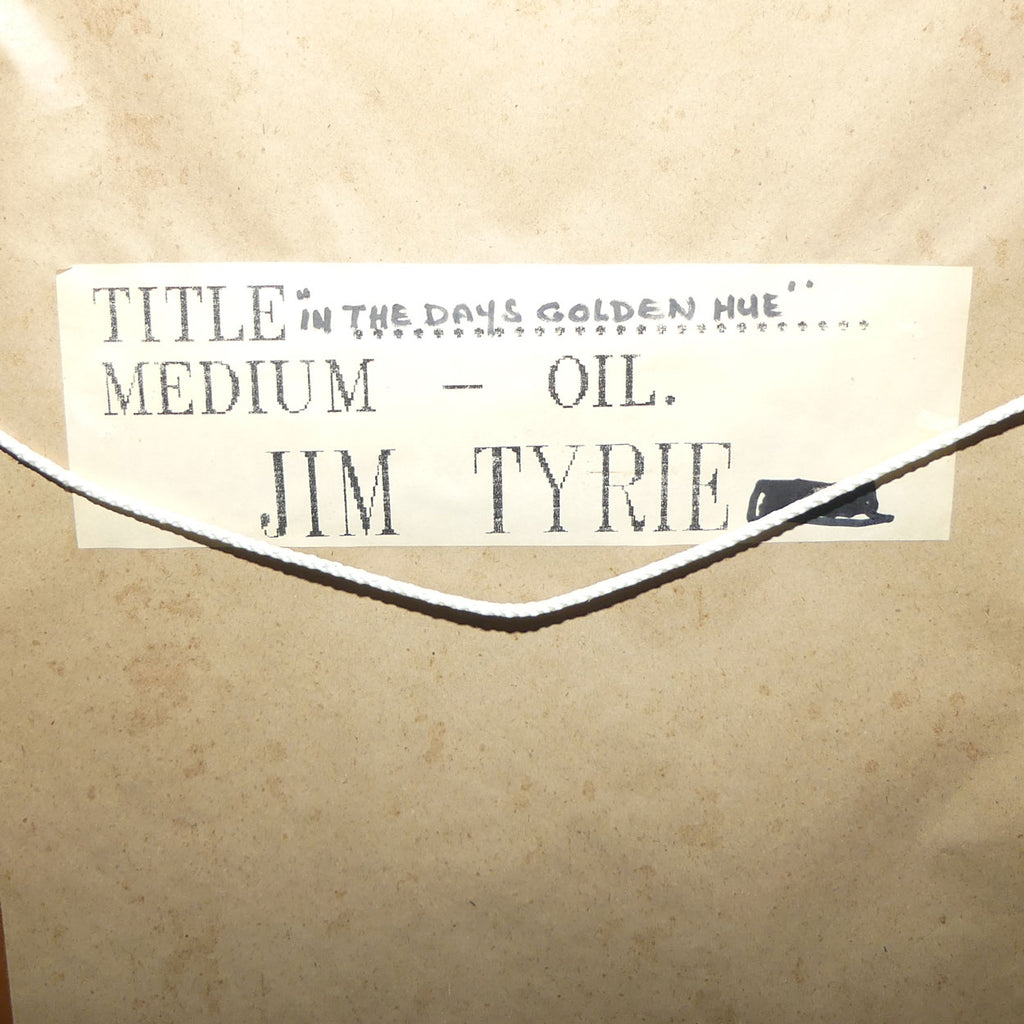 TITLE "IN THE DAYS GOLDEN HUE"
MEDIUM - OIL.
JIM TYRIE